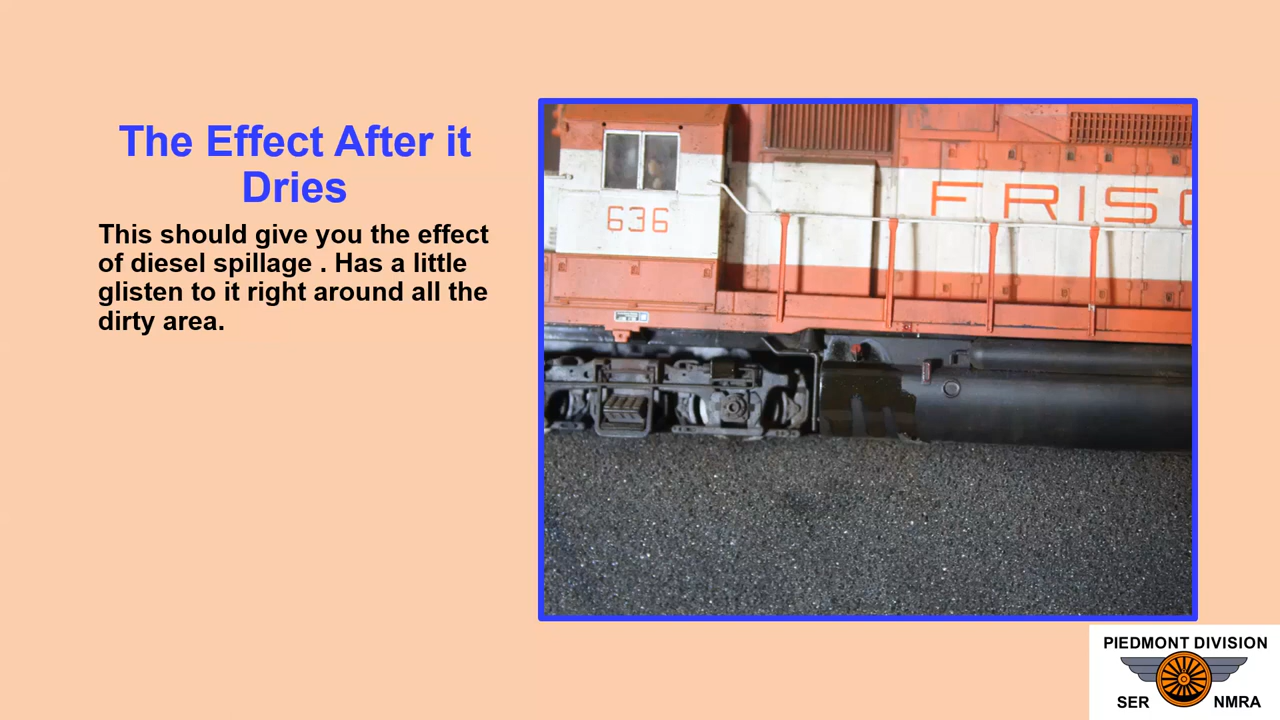 The Effect After it
Dries
This should give you the effect
of diesel spillage . Has a little
glisten to it right around all the
dirty area.
636
FRISC
PIEDMONT DIVISION
SER NMRA